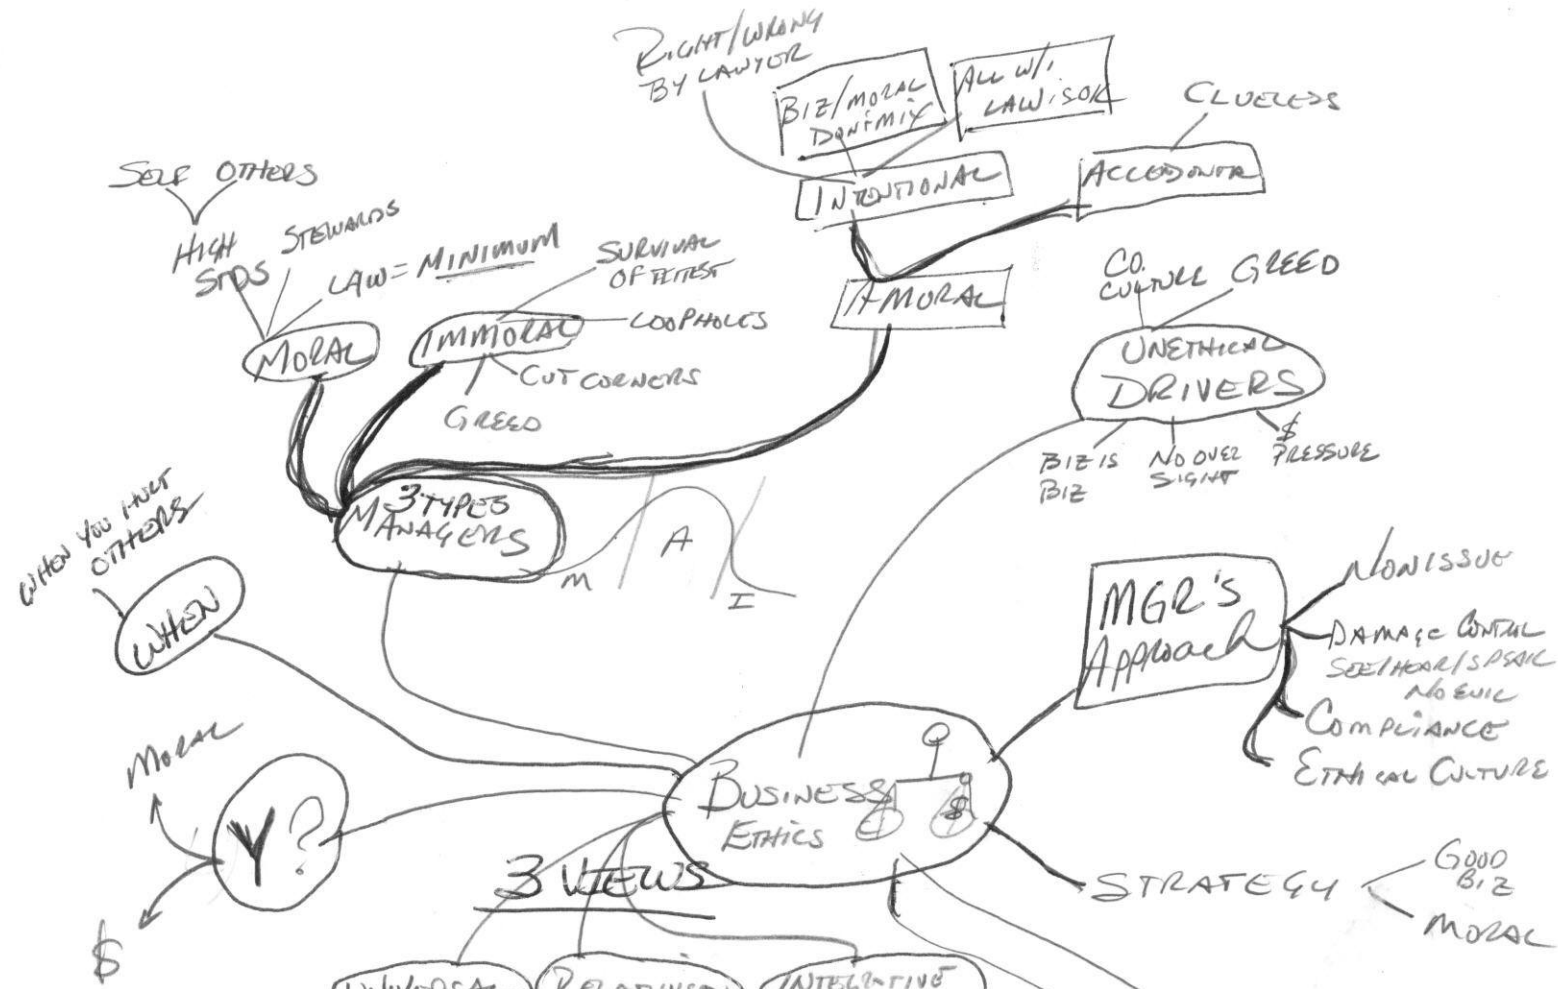 RIGHT/WRONG
BY LAWYER
BIZ/MORAL
DON'T MIX
ALL W/I
LAW IS OK
CLUELESS
INTENTIONAL
SELF OTHERS
HIGH
STDS
STEWARDS
LAW = MINIMUM
SURVIVAL
OF FITTEST
LOOPHOLES
CUT CORNERS
GREED
MORAL
IMMORAL
AMORAL
CO.
CULTURE
GREED
UNETHICAL
DRIVERS
BIZ IS
BIZ
NO OVER
SIGHT
$
PRESSURE
3 TYPES
MANAGERS
M
A
I
WHEN YOU HURT
OTHERS
WHEN
MGR'S
APPROACH
NONISSUE
DAMAGE CONTROL
SEE/HEAR/SPEAK
NO EVIL
COMPLIANCE
ETHICAL CULTURE
MORAL
Y?
$
BUSINESS
ETHICS
$
3 VIEWS
STRATEGY
GOOD
BIZ
MORAL
INTEGRATIVE